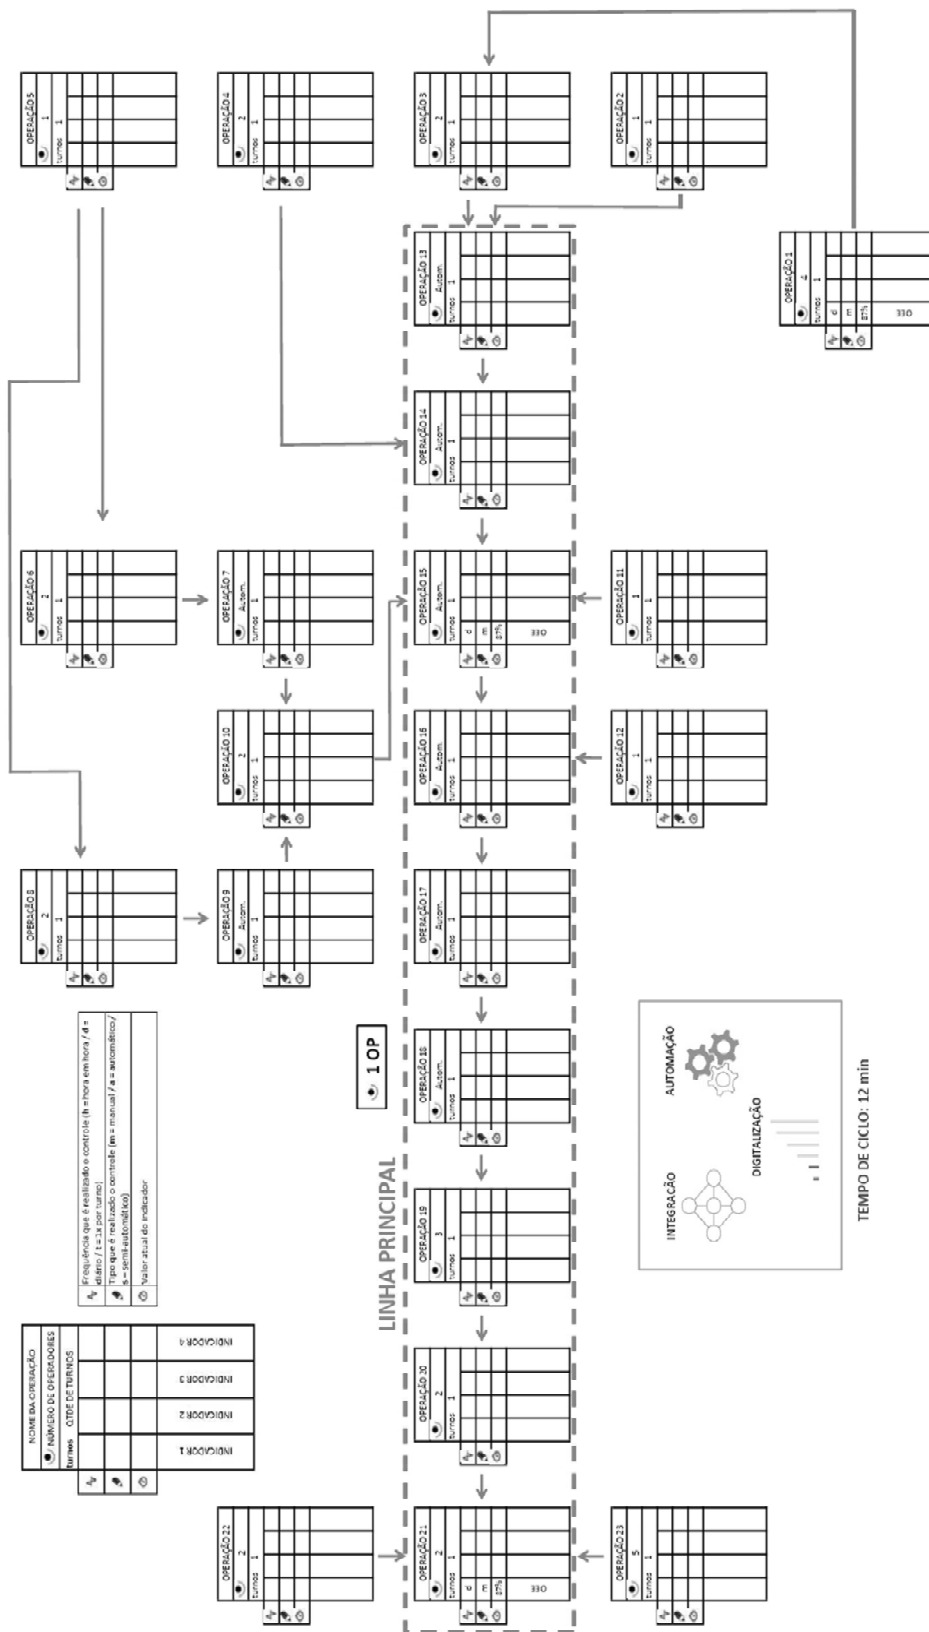 OPERAÇÃO 5
1
turnos 1
OPERAÇÃO 4
2
turnos 1
OPERAÇÃO 3
2
turnos 1
OPERAÇÃO 2
1
turnos 1
OPERAÇÃO 1
4
turnos 1
d
m
87%
OEE
OPERAÇÃO 13
Autom.
turnos 1
OPERAÇÃO 14
Autom.
turnos 1
OPERAÇÃO 6
2
turnos 1
OPERAÇÃO 7
Autom.
turnos 1
OPERAÇÃO 15
Autom.
turnos 1
d
m
87%
OEE
OPERAÇÃO 11
1
turnos 1
OPERAÇÃO 10
2
turnos 1
OPERAÇÃO 16
Autom.
turnos 1
OPERAÇÃO 12
1
turnos 1
OPERAÇÃO 8
2
turnos 1
OPERAÇÃO 9
Autom.
turnos 1
OPERAÇÃO 17
Autom.
turnos 1
Frequência que é realizado o controle (h = hora em hora / d =
diário / t = 1x por turno)
Tipo que é realizado o controle (m = manual / a = automático /
s = semi-automático)
Valor atual do indicador
1 OP
OPERAÇÃO 18
Autom.
turnos 1
LINHA PRINCIPAL
OPERAÇÃO 19
3
turnos 1
INTEGRAÇÃO
AUTOMAÇÃO
DIGITALIZAÇÃO
TEMPO DE CICLO: 12 min
NOME DA OPERAÇÃO
NÚMERO DE OPERADORES
turnos QTDE DE TURNOS
INDICADOR 1
INDICADOR 2
INDICADOR 3
INDICADOR 4
OPERAÇÃO 20
2
turnos 1
OPERAÇÃO 22
2
turnos 1
OPERAÇÃO 21
2
turnos 1
d
m
87%
OEE
OPERAÇÃO 23
5
turnos 1